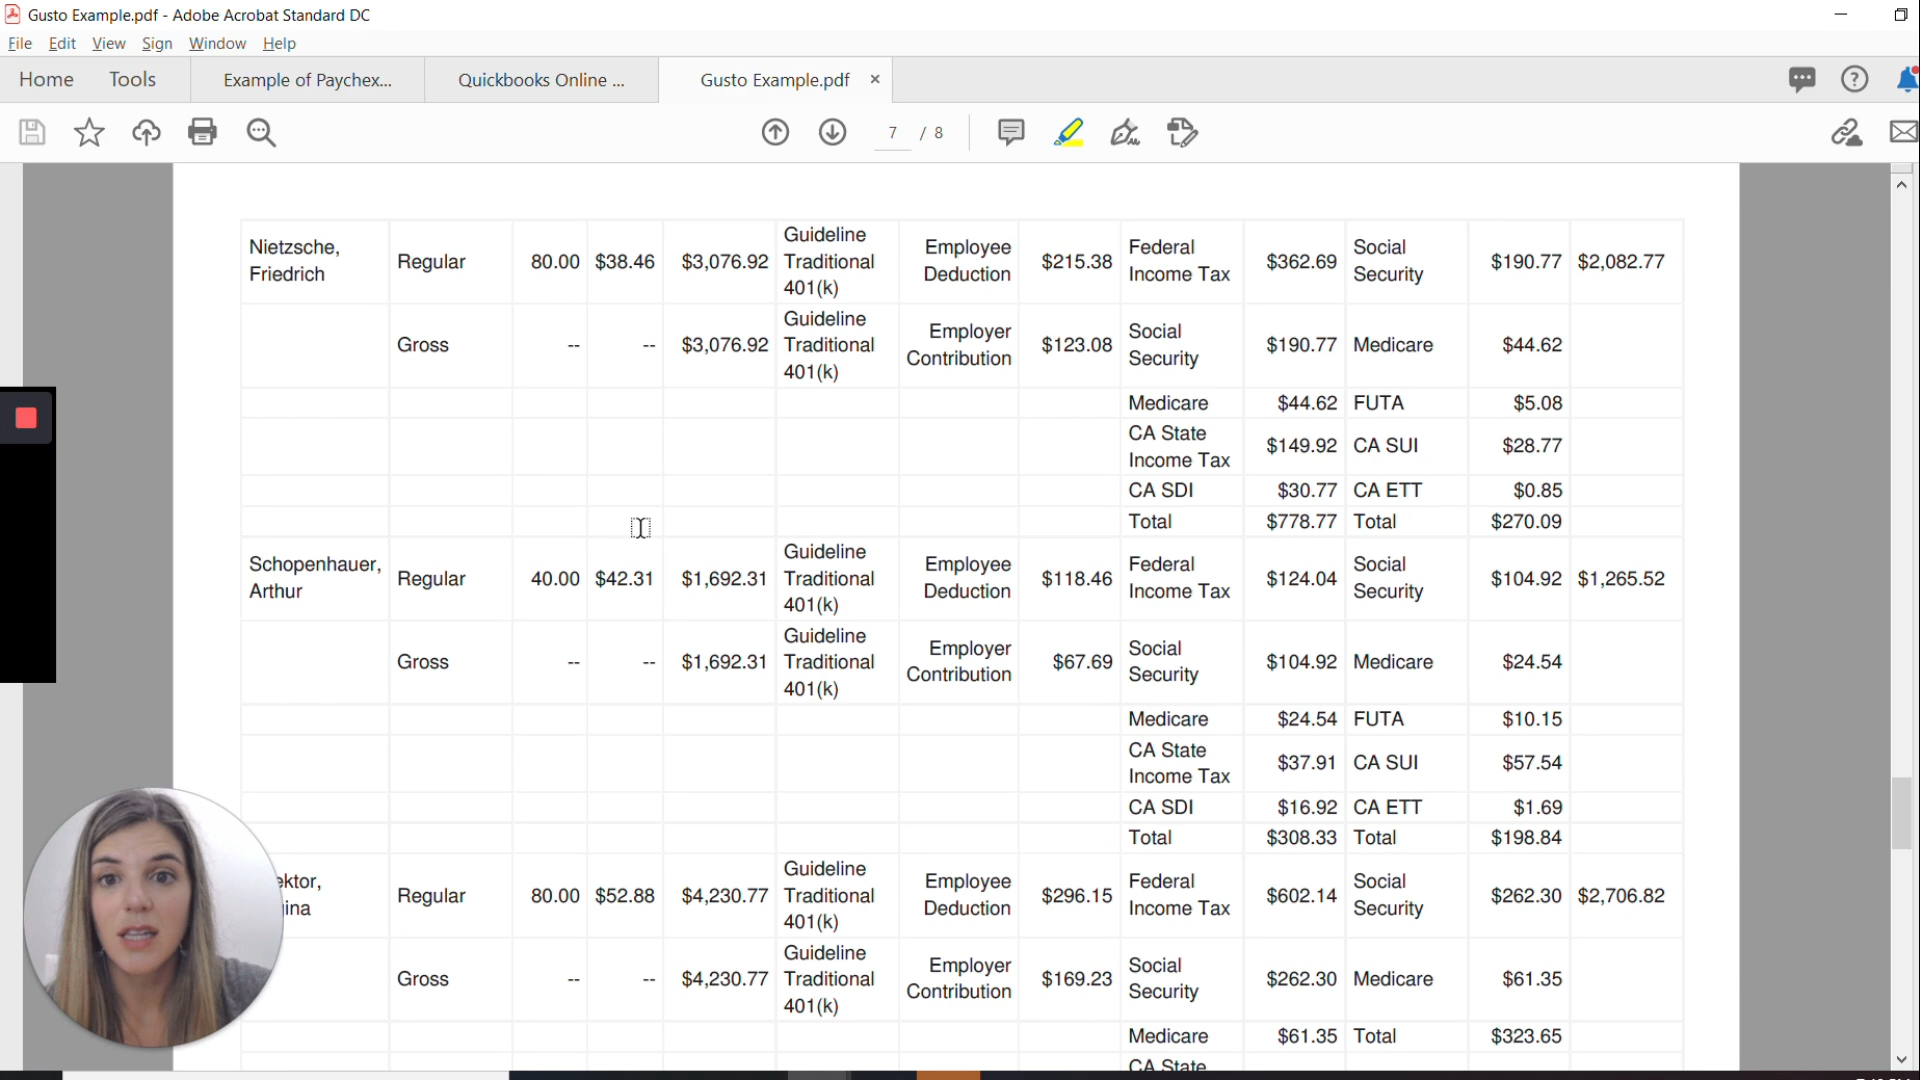 Gusto Example.pdf - Adobe Acrobat Standard DC
File Edit View Sign Window Help
Home Tools Example of Paychex... Quickbooks Online ... Gusto Example.pdf ×
7 / 8
Nietzsche, Friedrich Regular 80.00 $38.46 $3,076.92 Guideline Traditional 401(k) Employee Deduction $215.38 Federal Income Tax $362.69 Social Security $190.77 $2,082.77
Gross -- -- $3,076.92 Guideline Traditional 401(k) Employer Contribution $123.08 Social Security $190.77 Medicare $44.62
Medicare $44.62 FUTA $5.08
CA State Income Tax $149.92 CA SUI $28.77
CA SDI $30.77 CA ETT $0.85
Total $778.77 Total $270.09
Schopenhauer, Arthur Regular 40.00 $42.31 $1,692.31 Guideline Traditional 401(k) Employee Deduction $118.46 Federal Income Tax $124.04 Social Security $104.92 $1,265.52
Gross -- -- $1,692.31 Guideline Traditional 401(k) Employer Contribution $67.69 Social Security $104.92 Medicare $24.54
Medicare $24.54 FUTA $10.15
CA State Income Tax $37.91 CA SUI $57.54
CA SDI $16.92 CA ETT $1.69
Total $308.33 Total $198.84
ektor, ina Regular 80.00 $52.88 $4,230.77 Guideline Traditional 401(k) Employee Deduction $296.15 Federal Income Tax $602.14 Social Security $262.30 $2,706.82
Gross -- -- $4,230.77 Guideline Traditional 401(k) Employer Contribution $169.23 Social Security $262.30 Medicare $61.35
Medicare $61.35 Total $323.65
CA State